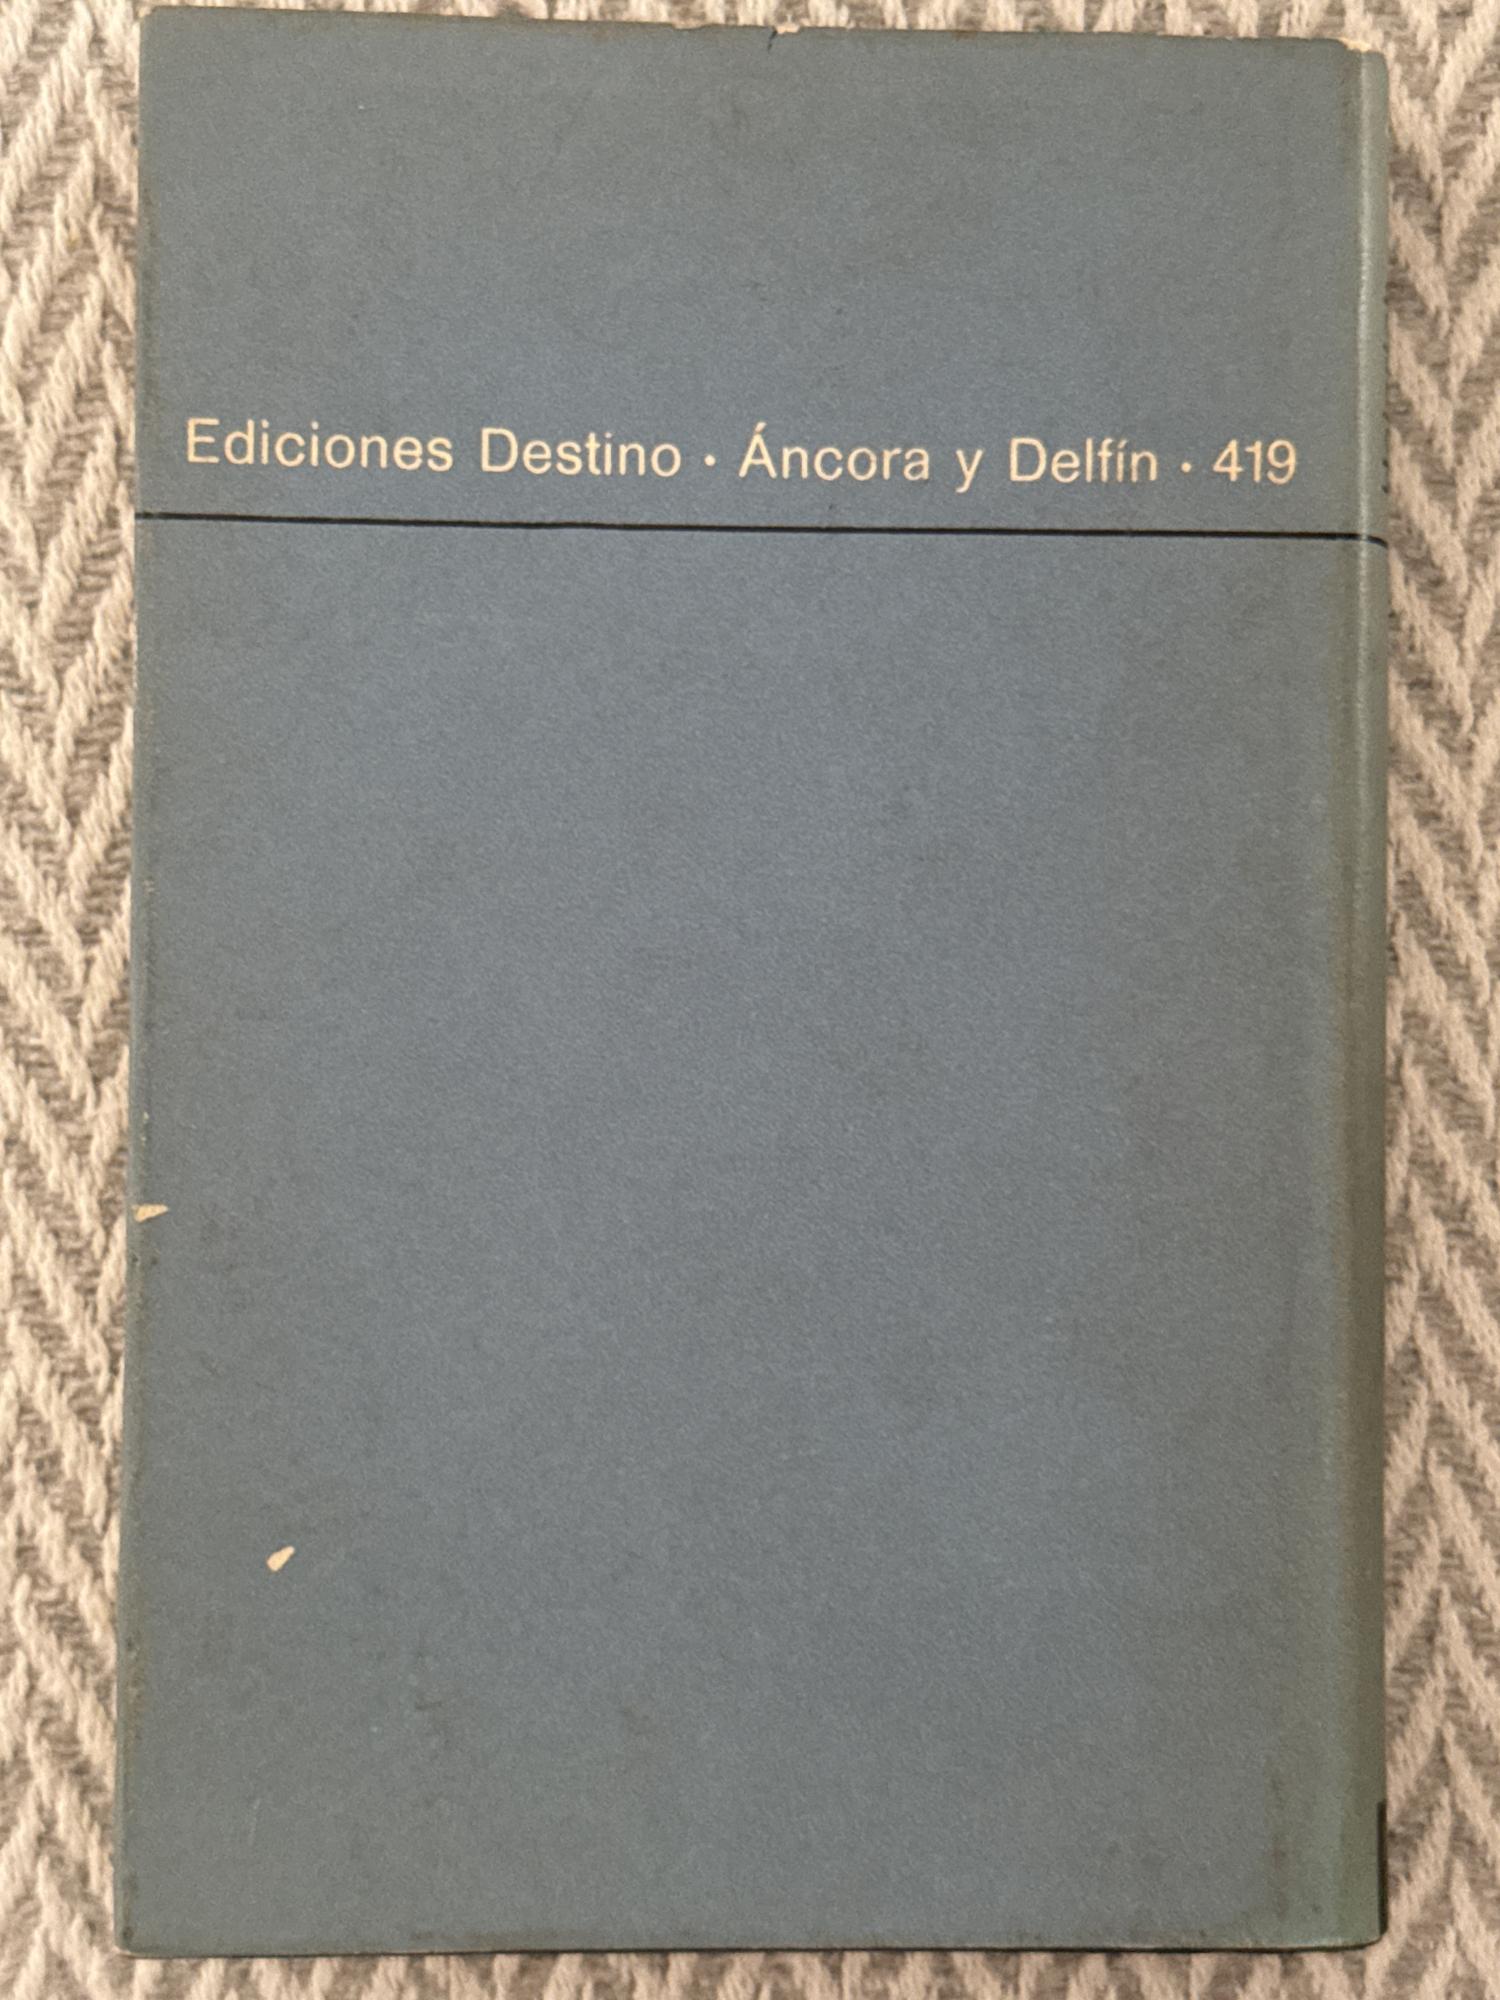 Ediciones Destino · Áncora y Delfín · 419